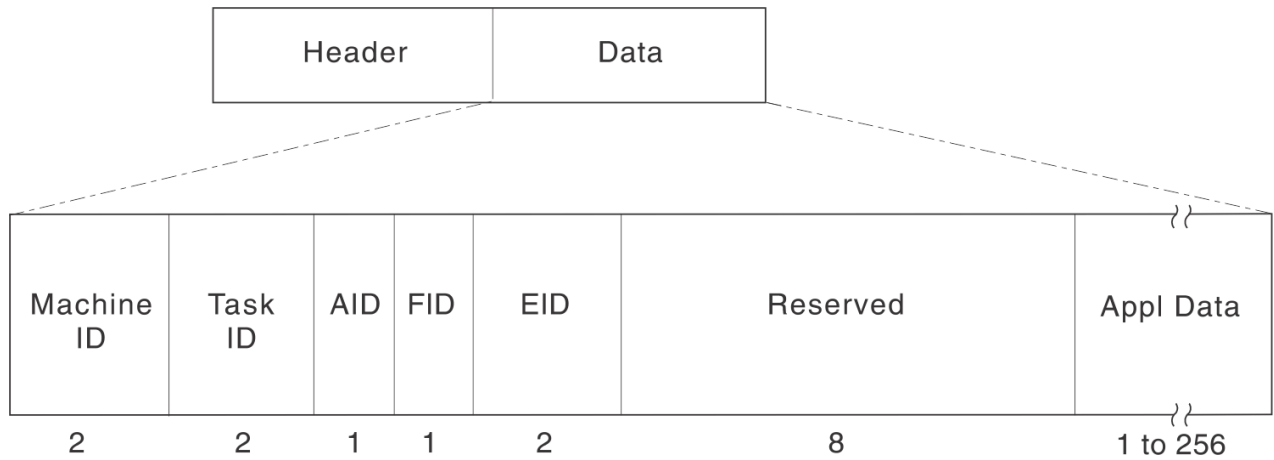 Header Data
Machine ID Task ID AID FID EID Reserved Appl Data
2 2 1 1 2 8 1 to 256